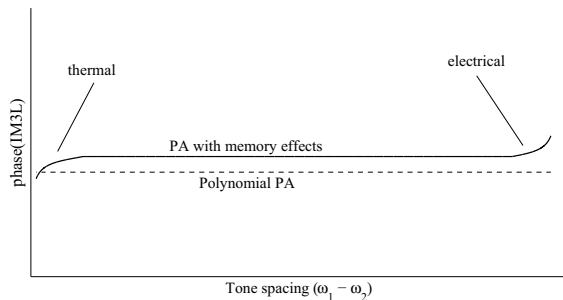 thermal
electrical
PA with memory effects
Polynomial PA
phase(IM3L)
Tone spacing (ω₁ − ω₂)